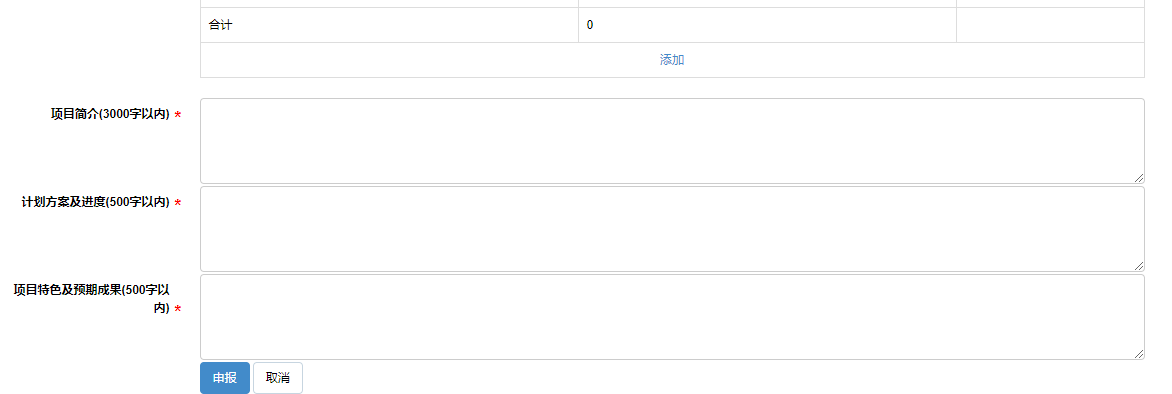 合计 0
添加
项目简介(3000字以内) *
计划方案及进度(500字以内) *
项目特色及预期成果(500字以
内) *
申报 取消